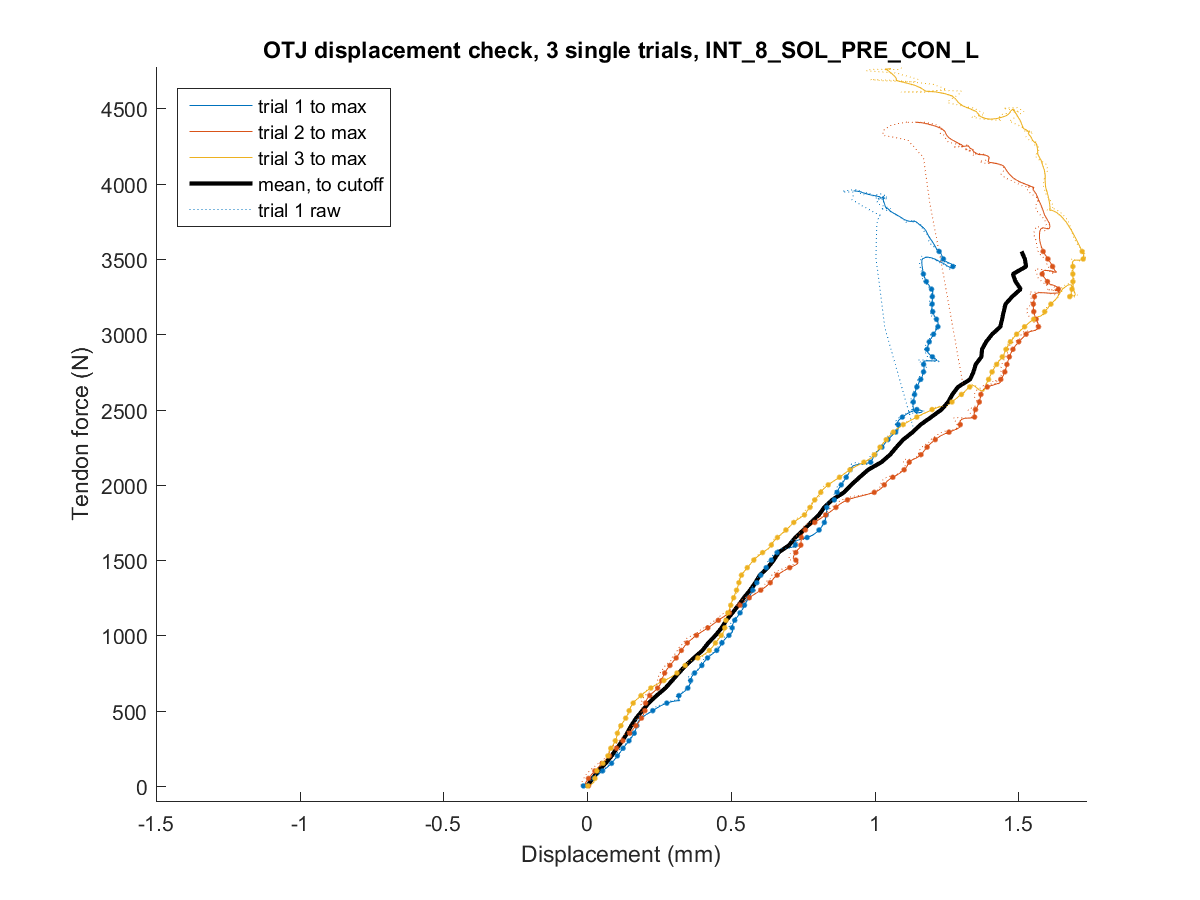 OTJ displacement check, 3 single trials, INT_8_SOL_PRE_CON_L
trial 1 to max
trial 2 to max
trial 3 to max
mean, to cutoff
trial 1 raw
4500
4000
3500
3000
2500
2000
1500
1000
500
0
Tendon force (N)
-1.5
-1
-0.5
0
0.5
1
1.5
Displacement (mm)